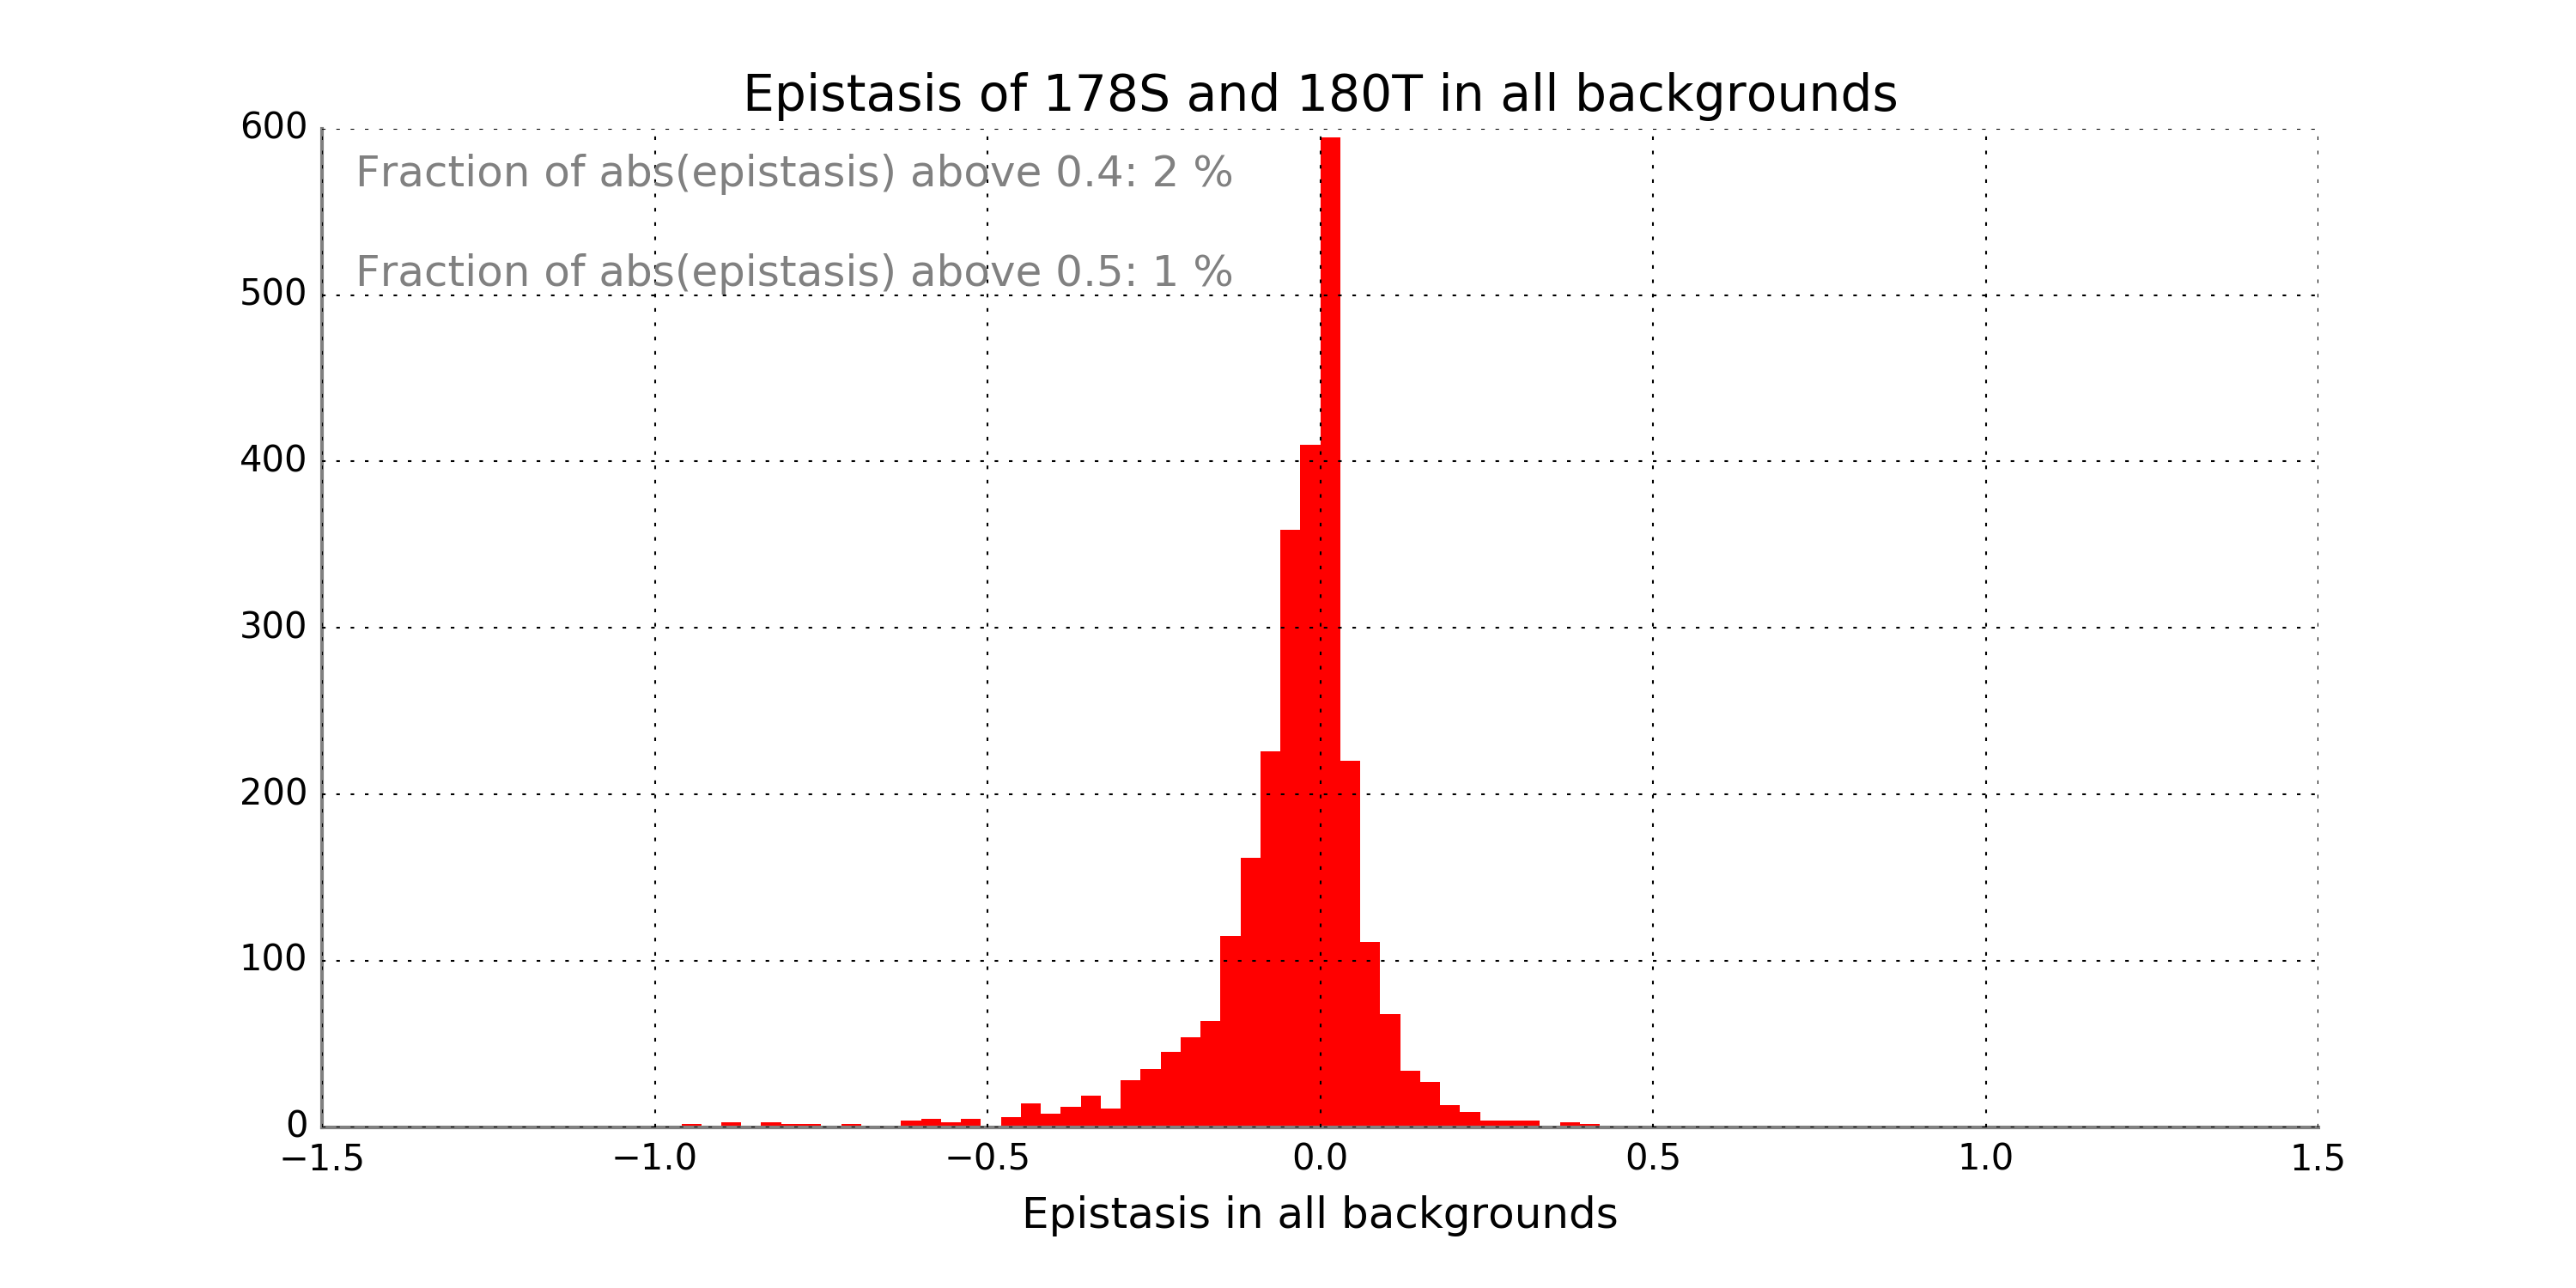 Epistasis of 178S and 180T in all backgrounds
600
Fraction of abs(epistasis) above 0.4: 2 %
Fraction of abs(epistasis) above 0.5: 1 %
500
400
300
200
100
0
−1.5 −1.0 −0.5 0.0 0.5 1.0 1.5
Epistasis in all backgrounds